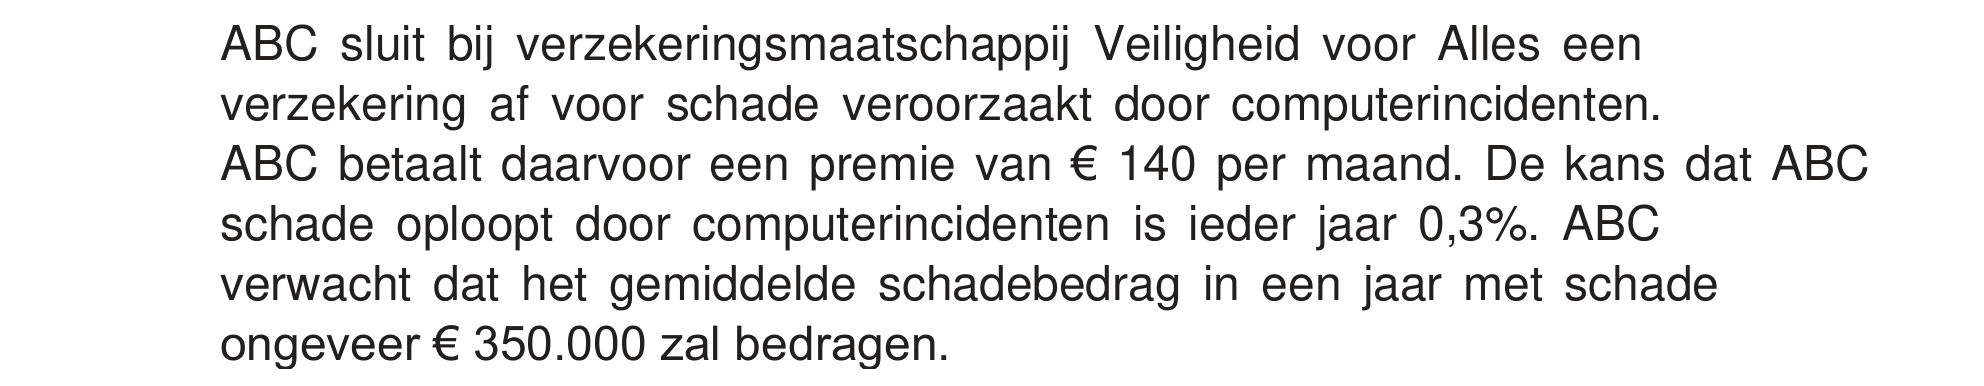 ABC sluit bij verzekeringsmaatschappij Veiligheid voor Alles een
verzekering af voor schade veroorzaakt door computerincidenten.
ABC betaalt daarvoor een premie van € 140 per maand. De kans dat ABC
schade oploopt door computerincidenten is ieder jaar 0,3%. ABC
verwacht dat het gemiddelde schadebedrag in een jaar met schade
ongeveer € 350.000 zal bedragen.